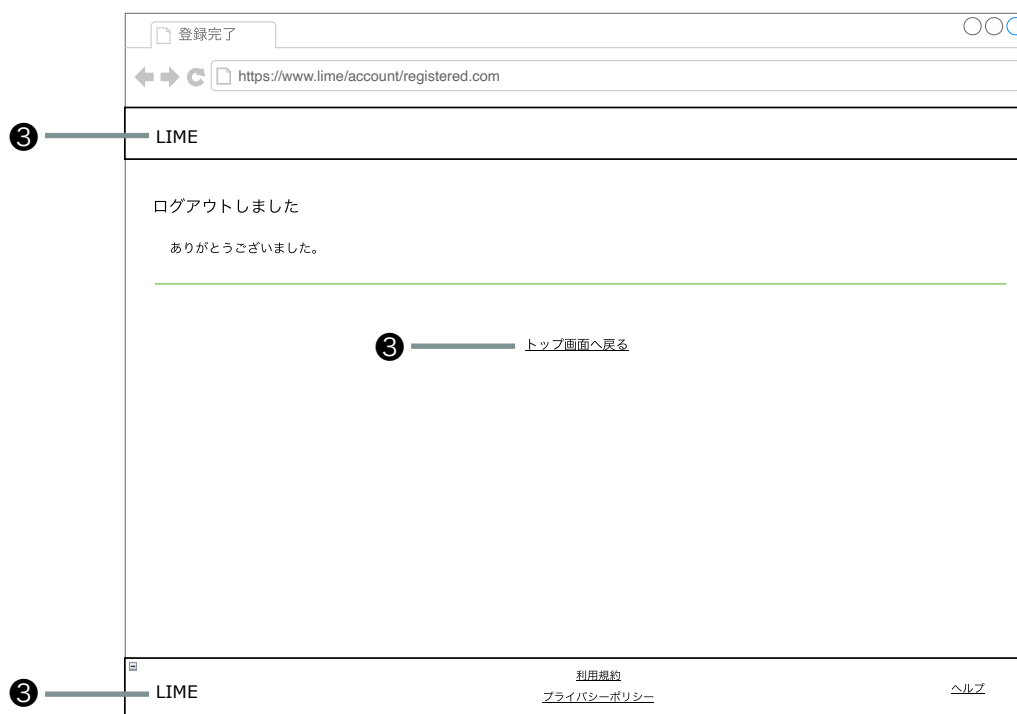 登録完了
https://www.lime/account/registered.com
❸ LIME
ログアウトしました
ありがとうございました。
❸ トップ画面へ戻る
利用規約
❸ LIME
プライバシーポリシー
ヘルプ